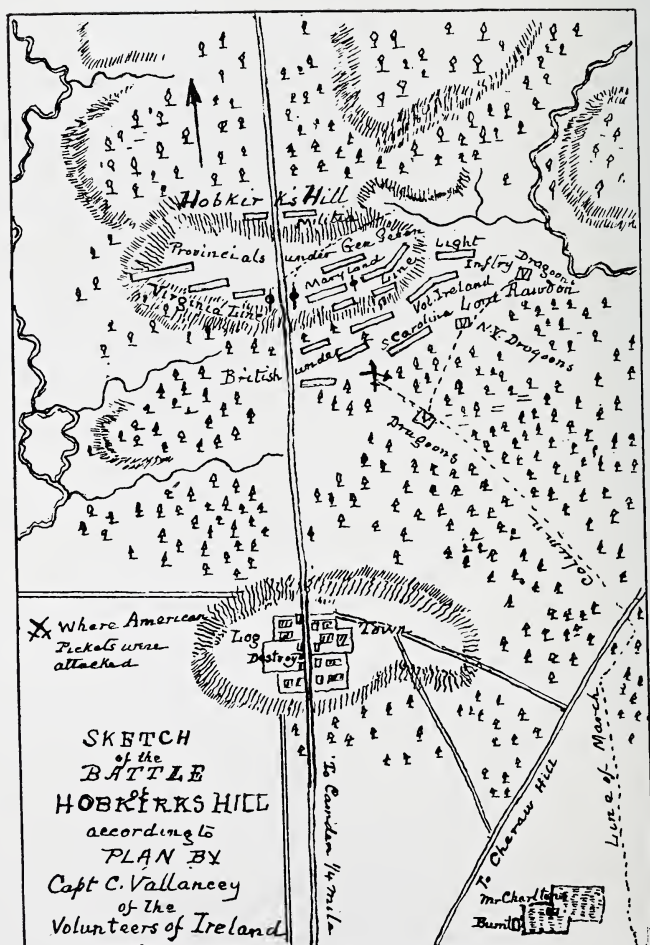 Hobkirks Hill
Militia
Provincials under Gen Green
Maryland Line
Virginia Line
Light
Inftry
Dragoons
Vol. Ireland
Lord Rawdon
S Carolina
N.Y. Dragoons
British under
Dragoons
Column
X Where American
Pickets were
attacked
Log Town
Destroyd
SKETCH
of the
BATTLE
of
HOBKIRKS HILL
according to
PLAN BY
Capt C. Vallancey
of the
Volunteers of Ireland
To Camden 1/4 mile
To Cheraw Hill
Line of March
Mr Charltons
Burnt